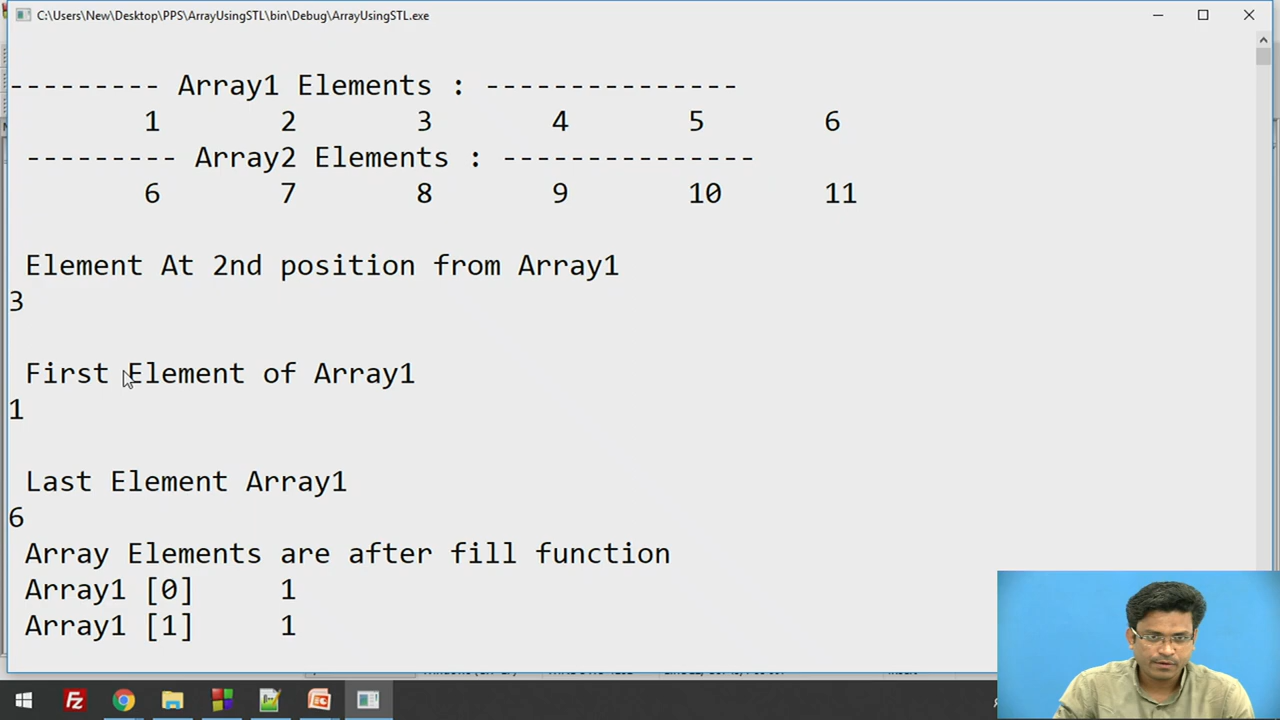 C:\Users\New\Desktop\PPS\ArrayUsingSTL\bin\Debug\ArrayUsingSTL.exe
--------- Array1 Elements : ---------------
1 2 3 4 5 6
--------- Array2 Elements : ---------------
6 7 8 9 10 11
Element At 2nd position from Array1
3
First Element of Array1
1
Last Element Array1
6
Array Elements are after fill function
Array1 [0] 1
Array1 [1] 1